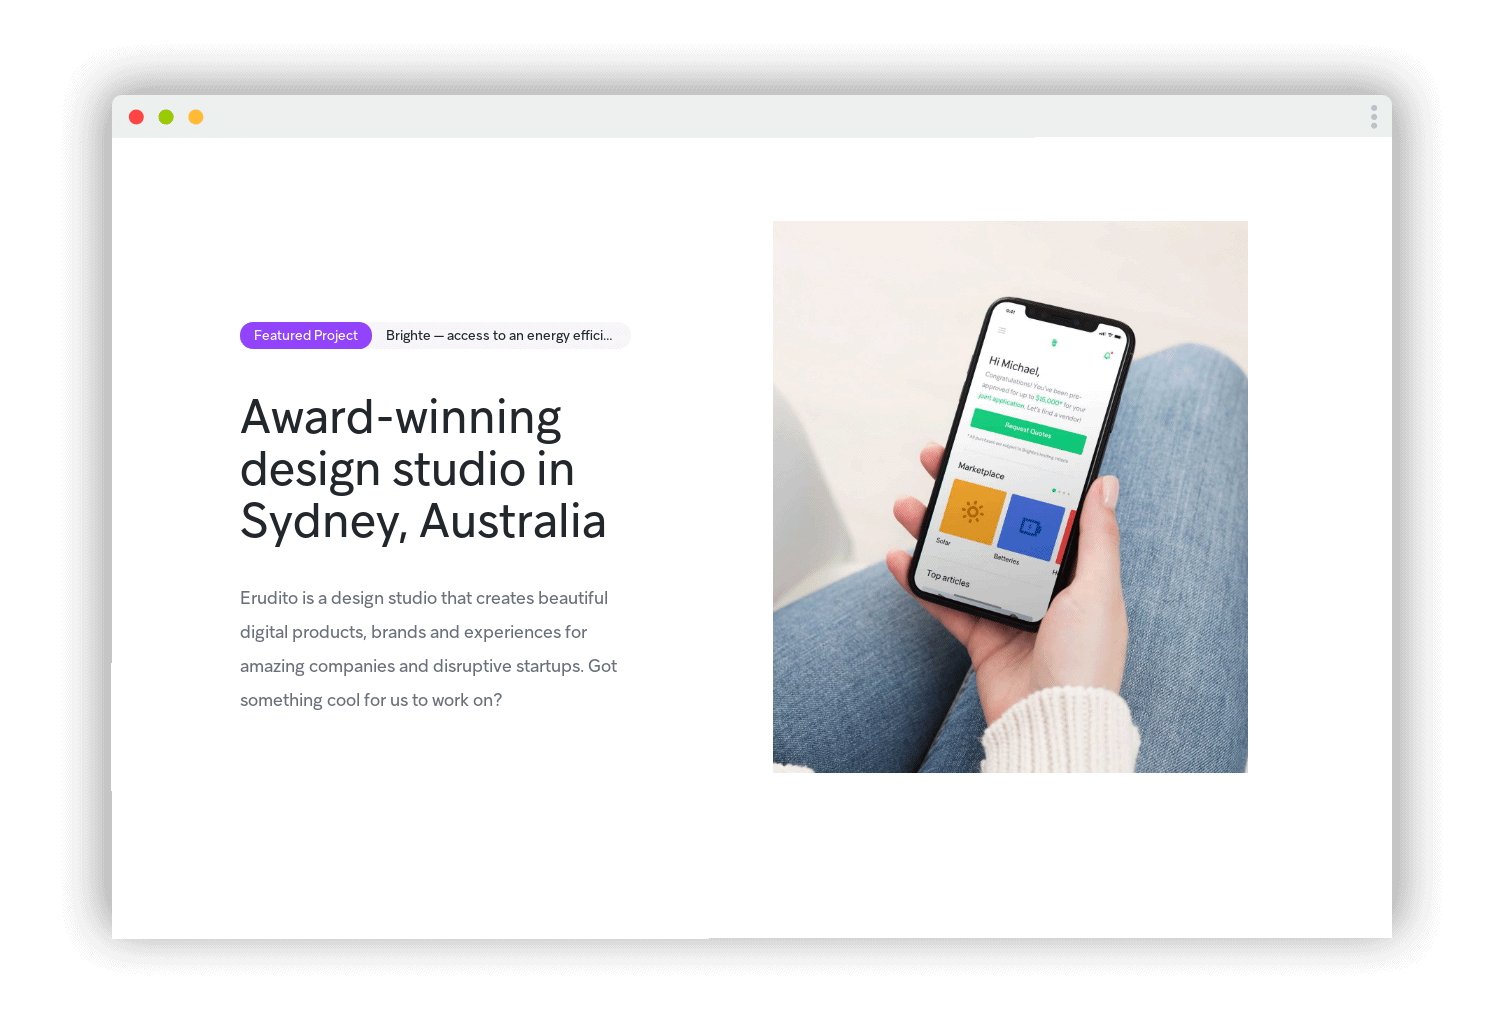 Featured Project Brighte — access to an energy effici...
Award-winning
design studio in
Sydney, Australia
Erudito is a design studio that creates beautiful
digital products, brands and experiences for
amazing companies and disruptive startups. Got
something cool for us to work on?
9:41
Hi Michael,
Congratulations! You've been pre-
approved for up to $15,000* for your
joint application. Let's find a vendor!
Request Quotes
Marketplace
Solar
Batteries
Top articles